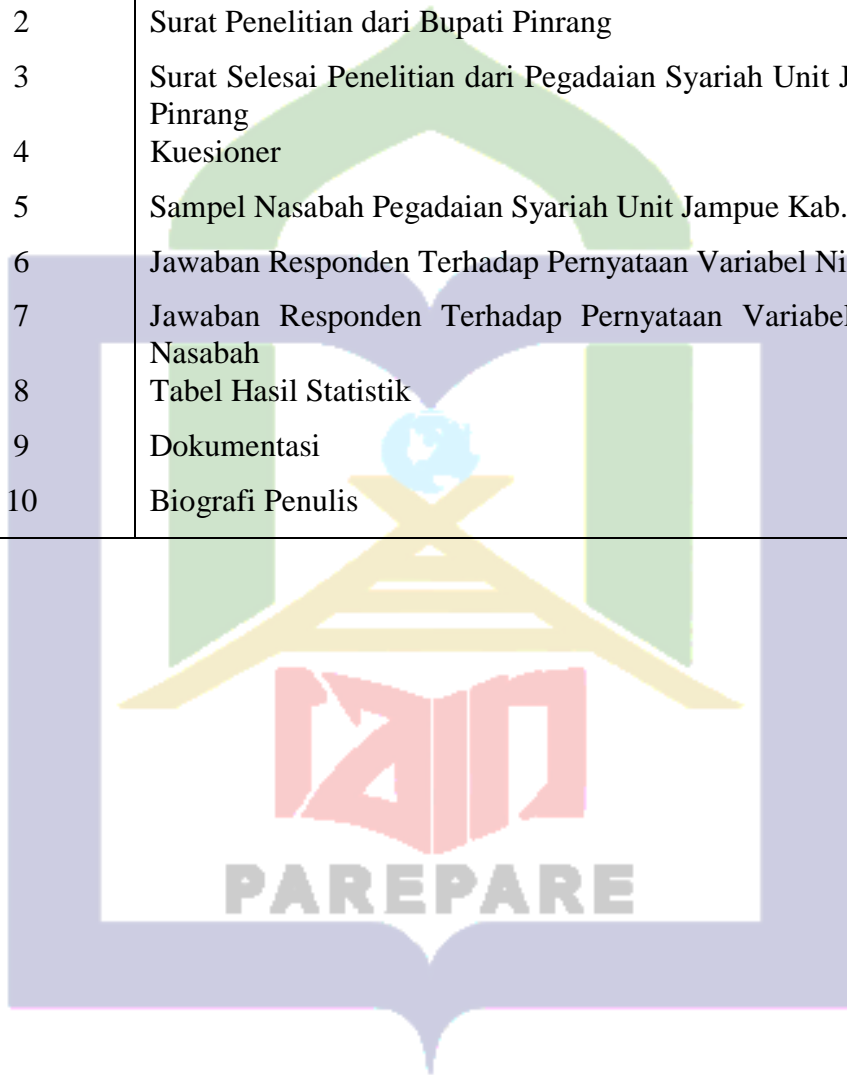 2 Surat Penelitian dari Bupati Pinrang
3 Surat Selesai Penelitian dari Pegadaian Syariah Unit
Pinrang
4 Kuesioner
5 Sampel Nasabah Pegadaian Syariah Unit Jampue Kab.
6 Jawaban Responden Terhadap Pernyataan Variabel
7 Jawaban Responden Terhadap Pernyataan Variabel
Nasabah
8 Tabel Hasil Statistik
9 Dokumentasi
10 Biografi Penulis
iain
PAREPARE